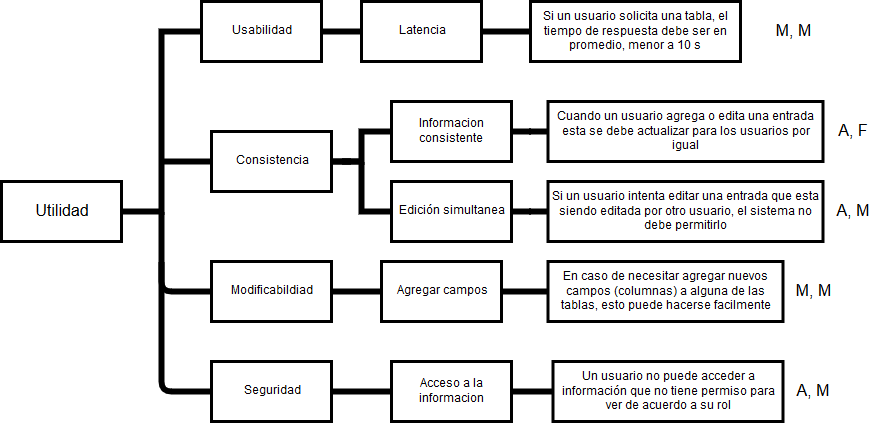 Utilidad
Usabilidad
Latencia
Si un usuario solicita una tabla, el
tiempo de respuesta debe ser en
promedio, menor a 10 s
M, M
Consistencia
Informacion
consistente
Cuando un usuario agrega o edita una entrada
esta se debe actualizar para los usuarios por
igual
A, F
Edición simultanea
Si un usuario intenta editar una entrada que esta
siendo editada por otro usuario, el sistema no
debe permitirlo
A, M
Modificabildiad
Agregar campos
En caso de necesitar agregar nuevos
campos (columnas) a alguna de las
tablas, esto puede hacerse facilmente
M, M
Seguridad
Acceso a la
informacion
Un usuario no puede acceder a
información que no tiene permiso para
ver de acuerdo a su rol
A, M